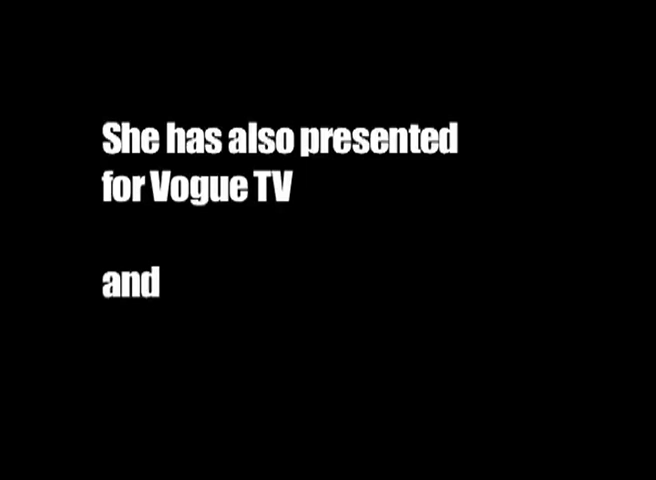 She has also presented
for Vogue TV
and